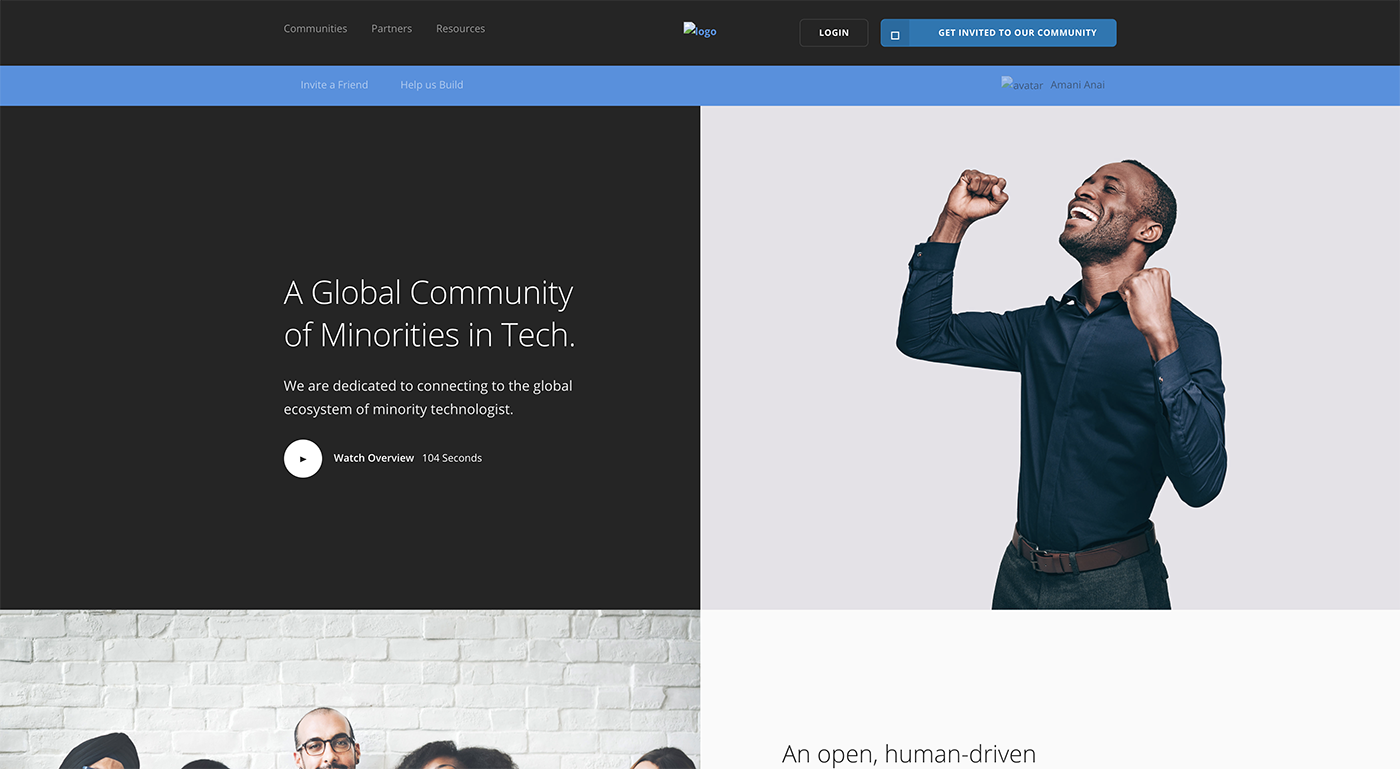 Communities Partners Resources
logo
LOGIN
GET INVITED TO OUR COMMUNITY
Invite a Friend Help us Build
avatar Amani Anai
A Global Community
of Minorities in Tech.
We are dedicated to connecting to the global
ecosystem of minority technologist.
Watch Overview 104 Seconds
An open, human-driven